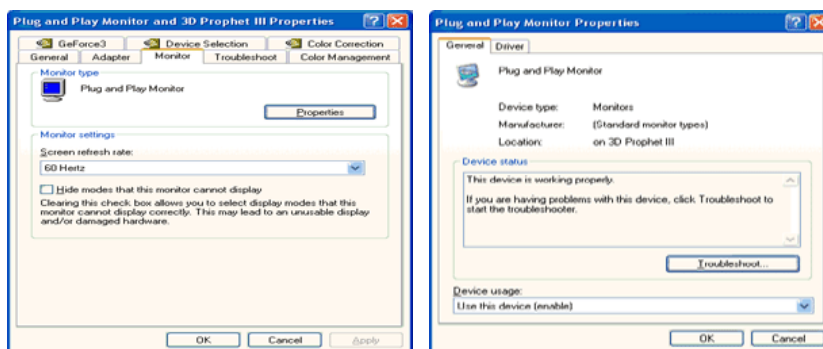 Plug and Play Monitor and 3D Prophet III Properties
GeForce3
Device Selection
Color Correction
General
Adapter
Monitor
Troubleshoot
Color Management
Monitor type
Plug and Play Monitor
Properties
Monitor settings
Screen refresh rate:
60 Hertz
Hide modes that this monitor cannot display
Clearing this check box allows you to select display modes that this
monitor cannot display correctly. This may lead to an unusable display
and/or damaged hardware.
OK
Cancel
Apply
Plug and Play Monitor Properties
General
Driver
Plug and Play Monitor
Device type: Monitors
Manufacturer: (Standard monitor types)
Location: on 3D Prophet III
Device status
This device is working properly.
If you are having problems with this device, click Troubleshoot to
start the troubleshooter.
Troubleshoot...
Device usage:
Use this device (enable)
OK
Cancel